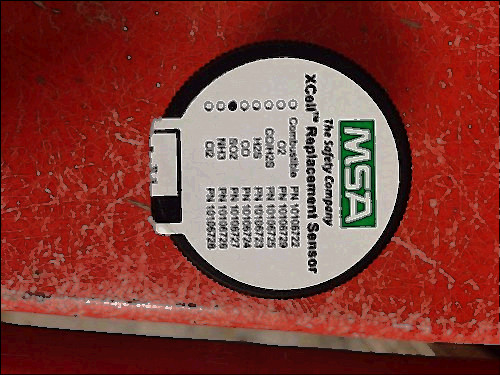 MSA
The Safety Company
XCell™ Replacement Sensor
Combustible PN 10106722
O2 PN 10106729
CO/H2S PN 10106725
H2S PN 10106723
CO PN 10106724
SO2 PN 10106727
NH3 PN 10106726
Cl2 PN 10106728